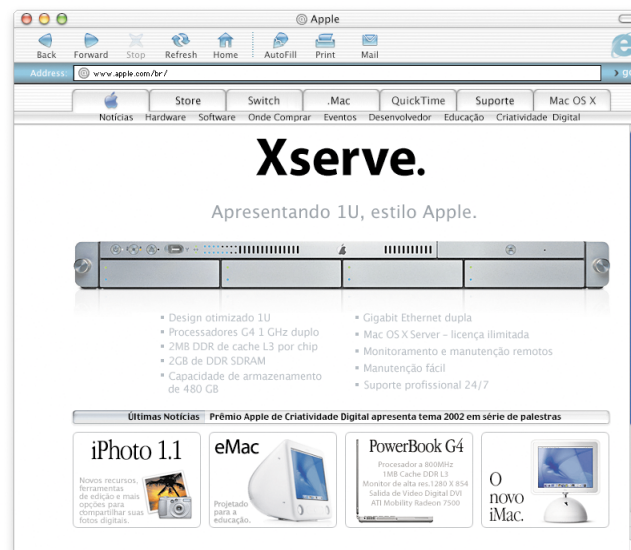 Apple
Back Forward Stop Refresh Home AutoFill Print Mail
Address: www.apple.com/br/
Store Switch .Mac QuickTime Suporte Mac OS X
Notícias Hardware Software Onde Comprar Eventos Desenvolvedor Educação Criatividade Digital
Xserve.
Apresentando 1U, estilo Apple.
Design otimizado 1U
Processadores G4 1 GHz duplo
2MB DDR de cache L3 por chip
2GB de DDR SDRAM
Capacidade de armazenamento
de 480 GB
Gigabit Ethernet dupla
Mac OS X Server - licença ilimitada
Monitoramento e manutenção remotos
Manutenção fácil
Suporte profissional 24/7
Últimas Notícias Prêmio Apple de Criatividade Digital apresenta tema 2002 em série de palestras
iPhoto 1.1
Novos recursos,
ferramentas
de edição e mais
opções para
compartilhar suas
fotos digitais.
eMac
Projetado
para a
educação.
PowerBook G4
Procesador a 800MHz
1MB Cache DDR L3
Monitor de alta res.1280 X 854
Salida de Video Digital DVI
ATI Mobility Radeon 7500
O
novo
iMac.